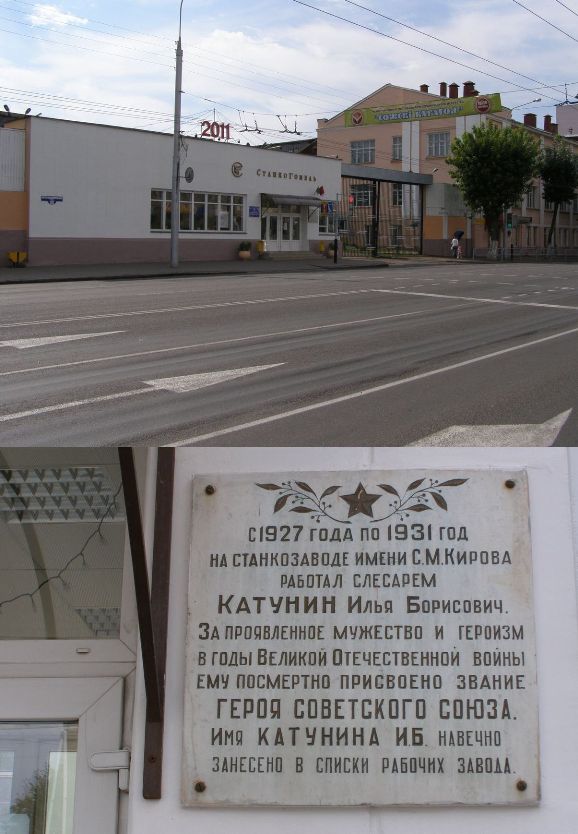 2011
СтанкоГомель
С 1927 ГОДА ПО 1931 ГОД
НА СТАНКОЗАВОДЕ ИМЕНИ С.М.КИРОВА
РАБОТАЛ СЛЕСАРЕМ
КАТУНИН ИЛЬЯ БОРИСОВИЧ.
ЗА ПРОЯВЛЕННОЕ МУЖЕСТВО И ГЕРОИЗМ
В ГОДЫ ВЕЛИКОЙ ОТЕЧЕСТВЕННОЙ ВОЙНЫ
ЕМУ ПОСМЕРТНО ПРИСВОЕНО ЗВАНИЕ
ГЕРОЯ СОВЕТСКОГО СОЮЗА.
ИМЯ КАТУНИНА И.Б. НАВЕЧНО
ЗАНЕСЕНО В СПИСКИ РАБОЧИХ ЗАВОДА.